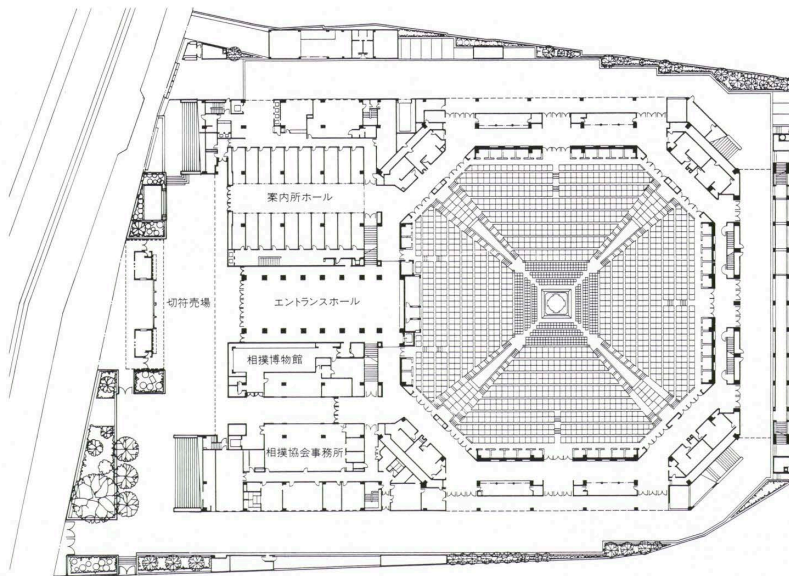 案内所ホール
切符売場
エントランスホール
相撲博物館
相撲協会事務所